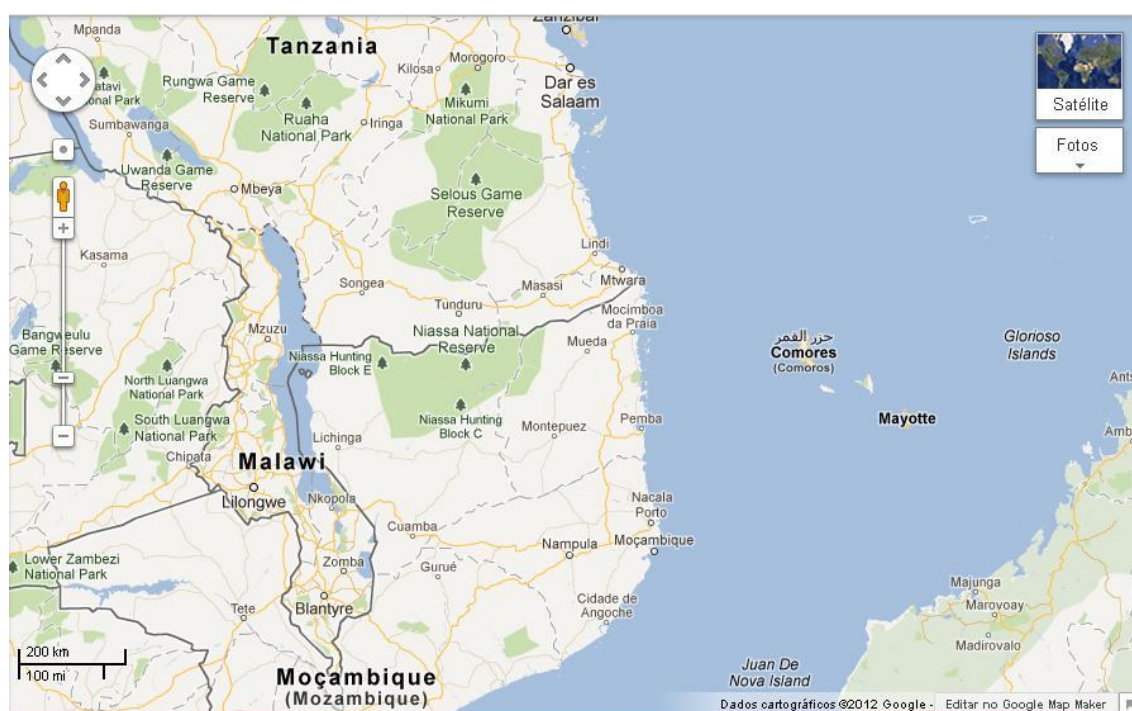 Zanzibar
Mpanda
Tanzania
Morogoro
Kilosa
Dar es
Salaam
Satélite
Fotos
Katavi
National Park
Rungwa Game
Reserve
Ruaha
National Park
Mikumi
National Park
Iringa
Sumbawanga
Uwanda Game
Reserve
Mbeya
Selous Game
Reserve
Kasama
Lindi
Mtwara
Songea
Masasi
Tunduru
Mocímboa
da Praia
Mzuzu
Bangweulu
Game Reserve
Niassa National
Reserve
Mueda
Niassa Hunting
Block E
جزر القمر
Comores
(Comoros)
Glorioso
Islands
North Luangwa
National Park
South Luangwa
National Park
Niassa Hunting
Block C
Montepuez
Pemba
Mayotte
Ants
Amb
Chipata
Lichinga
Malawi
Lilongwe
Nkopola
Nacala
Porto
Cuamba
Nampula
Moçambique
Lower Zambezi
National Park
Zomba
Gurué
Majunga
Marovoay
Madirovalo
Tete
Blantyre
Cidade de
Angoche
200 km
100 mi
Moçambique
(Mozambique)
Juan De
Nova Island
Dados cartográficos ©2012 Google - Editar no Google Map Maker